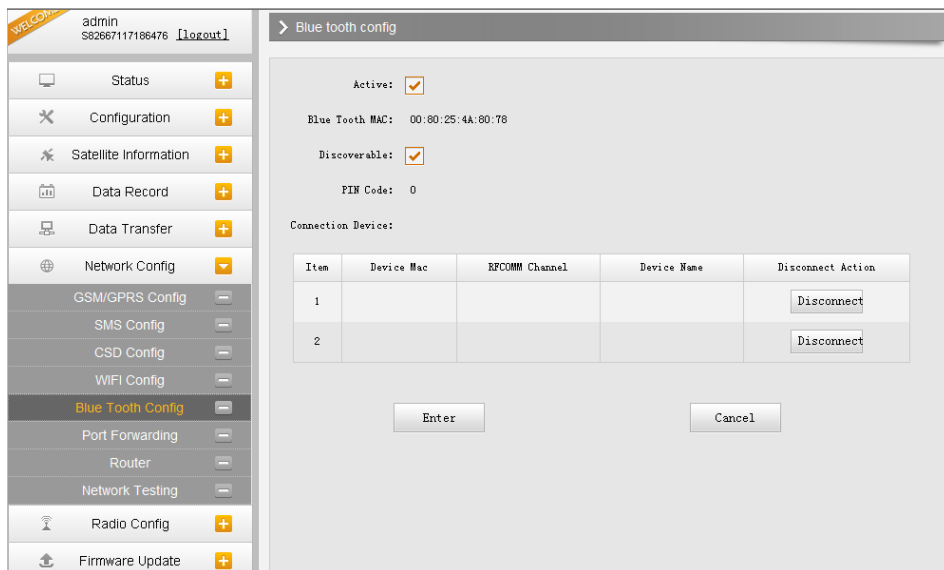 WELCOME
admin
S82667117186476 [logout]
Status
Configuration
Satellite Information
Data Record
Data Transfer
Network Config
GSM/GPRS Config
SMS Config
CSD Config
WIFI Config
Blue Tooth Config
Port Forwarding
Router
Network Testing
Radio Config
Firmware Update
Blue tooth config
Active:
Blue Tooth MAC: 00:80:25:4A:80:78
Discoverable:
PIN Code: 0
Connection Device:
Item Device Mac RFCOMM Channel Device Name Disconnect Action
1 Disconnect
2 Disconnect
Enter Cancel